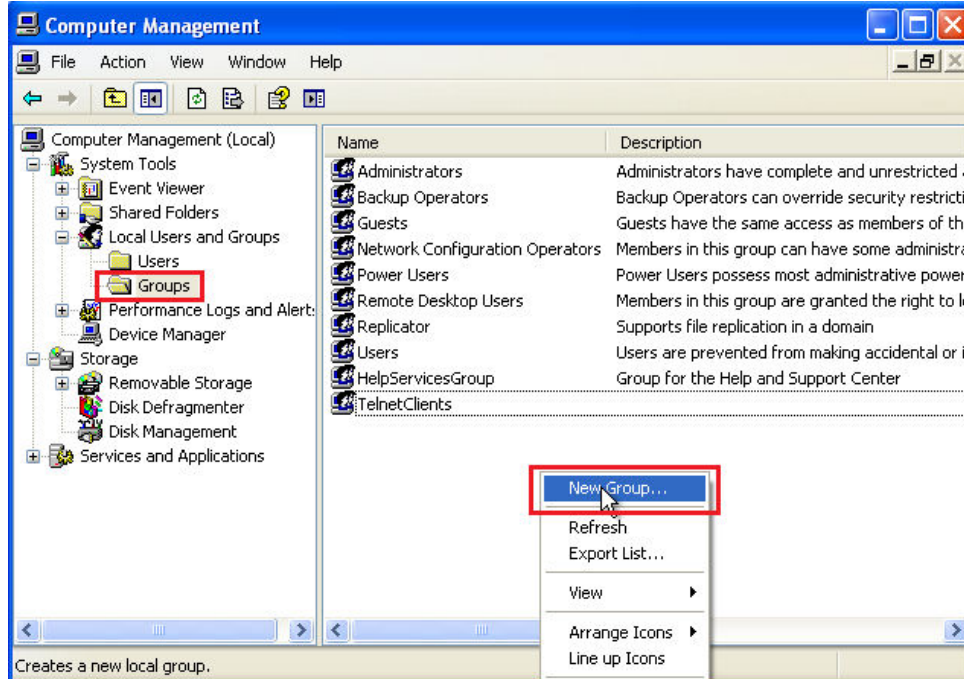 Computer Management
File Action View Window Help
Computer Management (Local)
System Tools
Event Viewer
Shared Folders
Local Users and Groups
Users
Groups
Performance Logs and Alert
Device Manager
Storage
Removable Storage
Disk Defragmenter
Disk Management
Services and Applications
Name Description
Administrators Administrators have complete and unrestricted
Backup Operators Backup Operators can override security restricti
Guests Guests have the same access as members of th
Network Configuration Operators Members in this group can have some administra
Power Users Power Users possess most administrative power
Remote Desktop Users Members in this group are granted the right to l
Replicator Supports file replication in a domain
Users Users are prevented from making accidental or i
HelpServicesGroup Group for the Help and Support Center
TelnetClients
New Group...
Refresh
Export List...
View
Arrange Icons
Line up Icons
Creates a new local group.